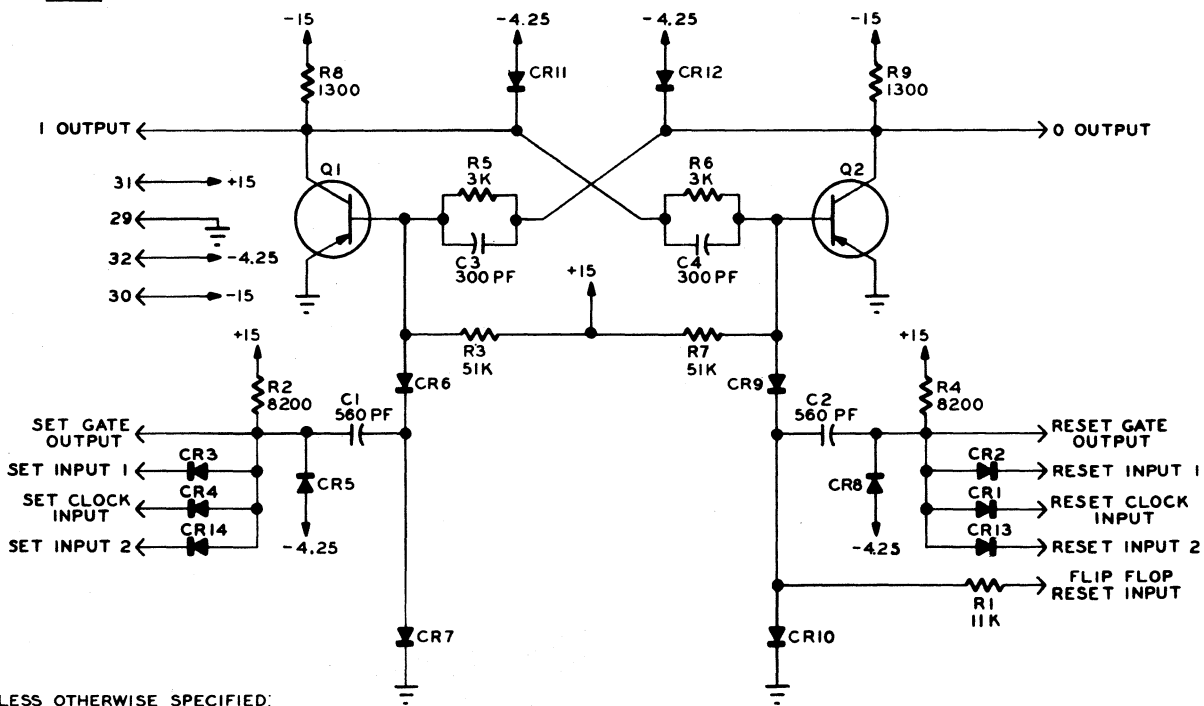 -15
-4.25
-4.25
-15
R8
1300
CR11
CR12
R9
1300
1 OUTPUT
0 OUTPUT
Q1
R5
3K
R6
3K
Q2
31
+15
29
32
-4.25
30
-15
C3
300 PF
C4
300 PF
+15
R3
51K
R7
51K
+15
R2
8200
CR6
CR9
+15
R4
8200
C1
560 PF
C2
560 PF
SET GATE
OUTPUT
RESET GATE
OUTPUT
SET INPUT 1
CR3
CR5
CR8
CR2
RESET INPUT 1
SET CLOCK
INPUT
CR4
CR1
RESET CLOCK
INPUT
SET INPUT 2
CR14
-4.25
-4.25
CR13
RESET INPUT 2
FLIP FLOP
RESET INPUT
R1
11K
CR7
CR10
LESS OTHERWISE SPECIFIED: